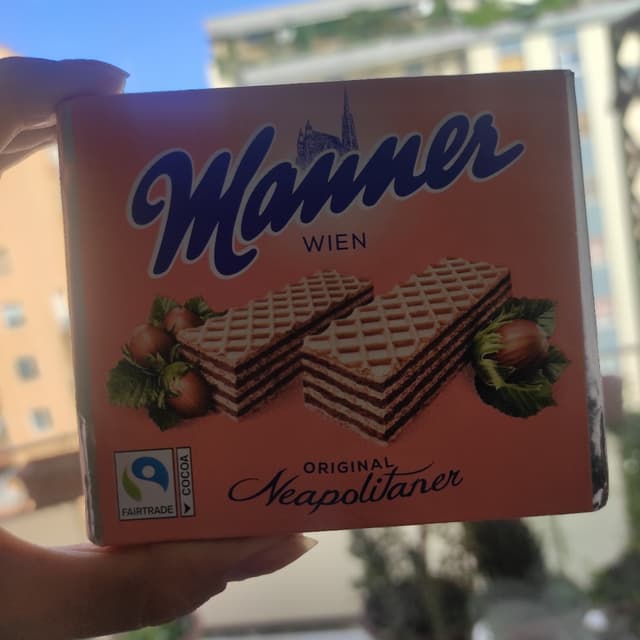 Manner
WIEN
ORIGINAL
Neapolitaner
FAIRTRADE
COCOA